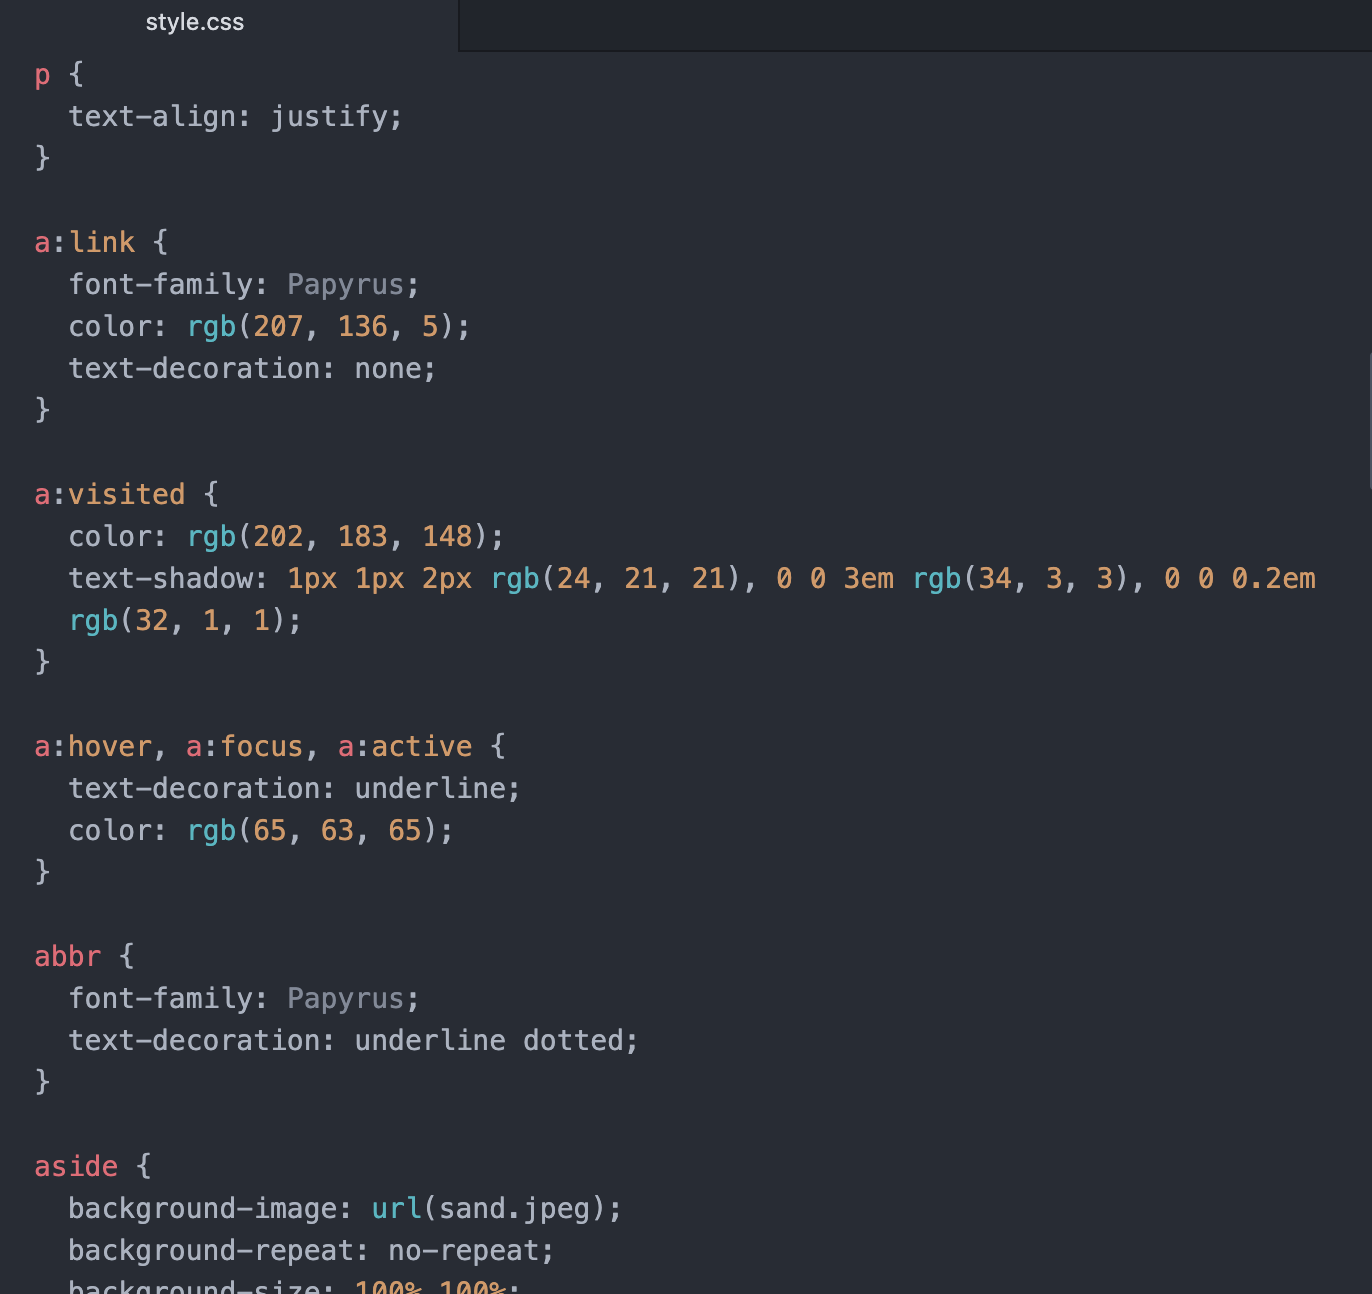 style.css
p {
  text-align: justify;
}

a:link {
  font-family: Papyrus;
  color: rgb(207, 136, 5);
  text-decoration: none;
}

a:visited {
  color: rgb(202, 183, 148);
  text-shadow: 1px 1px 2px rgb(24, 21, 21), 0 0 3em rgb(34, 3, 3), 0 0 0.2em
  rgb(32, 1, 1);
}

a:hover, a:focus, a:active {
  text-decoration: underline;
  color: rgb(65, 63, 65);
}

abbr {
  font-family: Papyrus;
  text-decoration: underline dotted;
}

aside {
  background-image: url(sand.jpeg);
  background-repeat: no-repeat;
  background-size: 100% 100%;